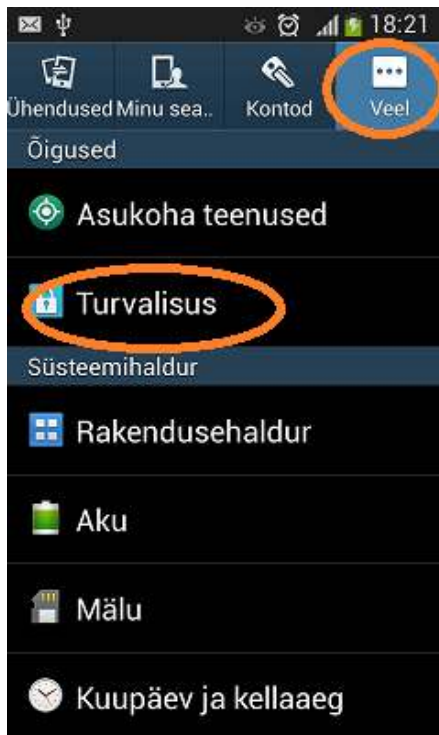 18:21
Ühendused Minu sea.. Kontod Veel
Õigused
Asukoha teenused
Turvalisus
Süsteemihaldur
Rakendusehaldur
Aku
Mälu
Kuupäev ja kellaaeg